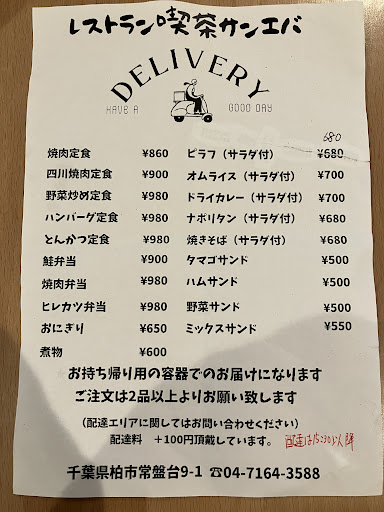 レストラン喫茶サンエバ
DELIVERY
HAVE A GOOD DAY
680
焼肉定食 ¥860 ピラフ（サラダ付） ¥680
四川焼肉定食 ¥900 オムライス（サラダ付） ¥700
野菜炒め定食 ¥980 ドライカレー（サラダ付） ¥700
ハンバーグ定食 ¥980 ナポリタン（サラダ付） ¥680
とんかつ定食 ¥980 焼きそば（サラダ付） ¥680
鮭弁当 ¥900 タマゴサンド ¥500
焼肉弁当 ¥980 ハムサンド ¥500
ヒレカツ弁当 ¥980 野菜サンド ¥500
おにぎり ¥650 ミックスサンド ¥550
煮物 ¥600
お持ち帰り用の容器でのお届けになります
ご注文は2品以上よりお願い致します
（配達エリアに関してはお問い合わせください）
配達料 +100円頂戴しています。 配達は15:30以降
千葉県柏市常盤台9-1 ☎04-7164-3588